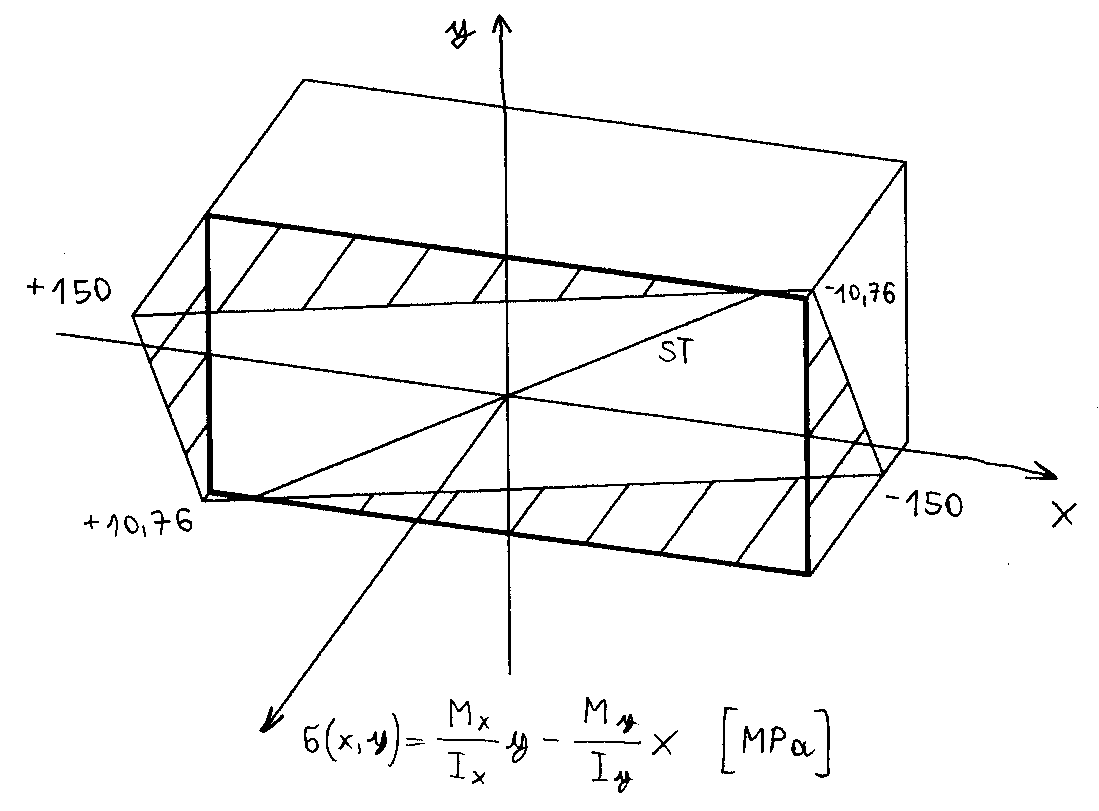 y
+150
-10,76
ST
+10,76
-150
x
σ(x,y)= Mx/Ix y - My/Iy x [MPa]